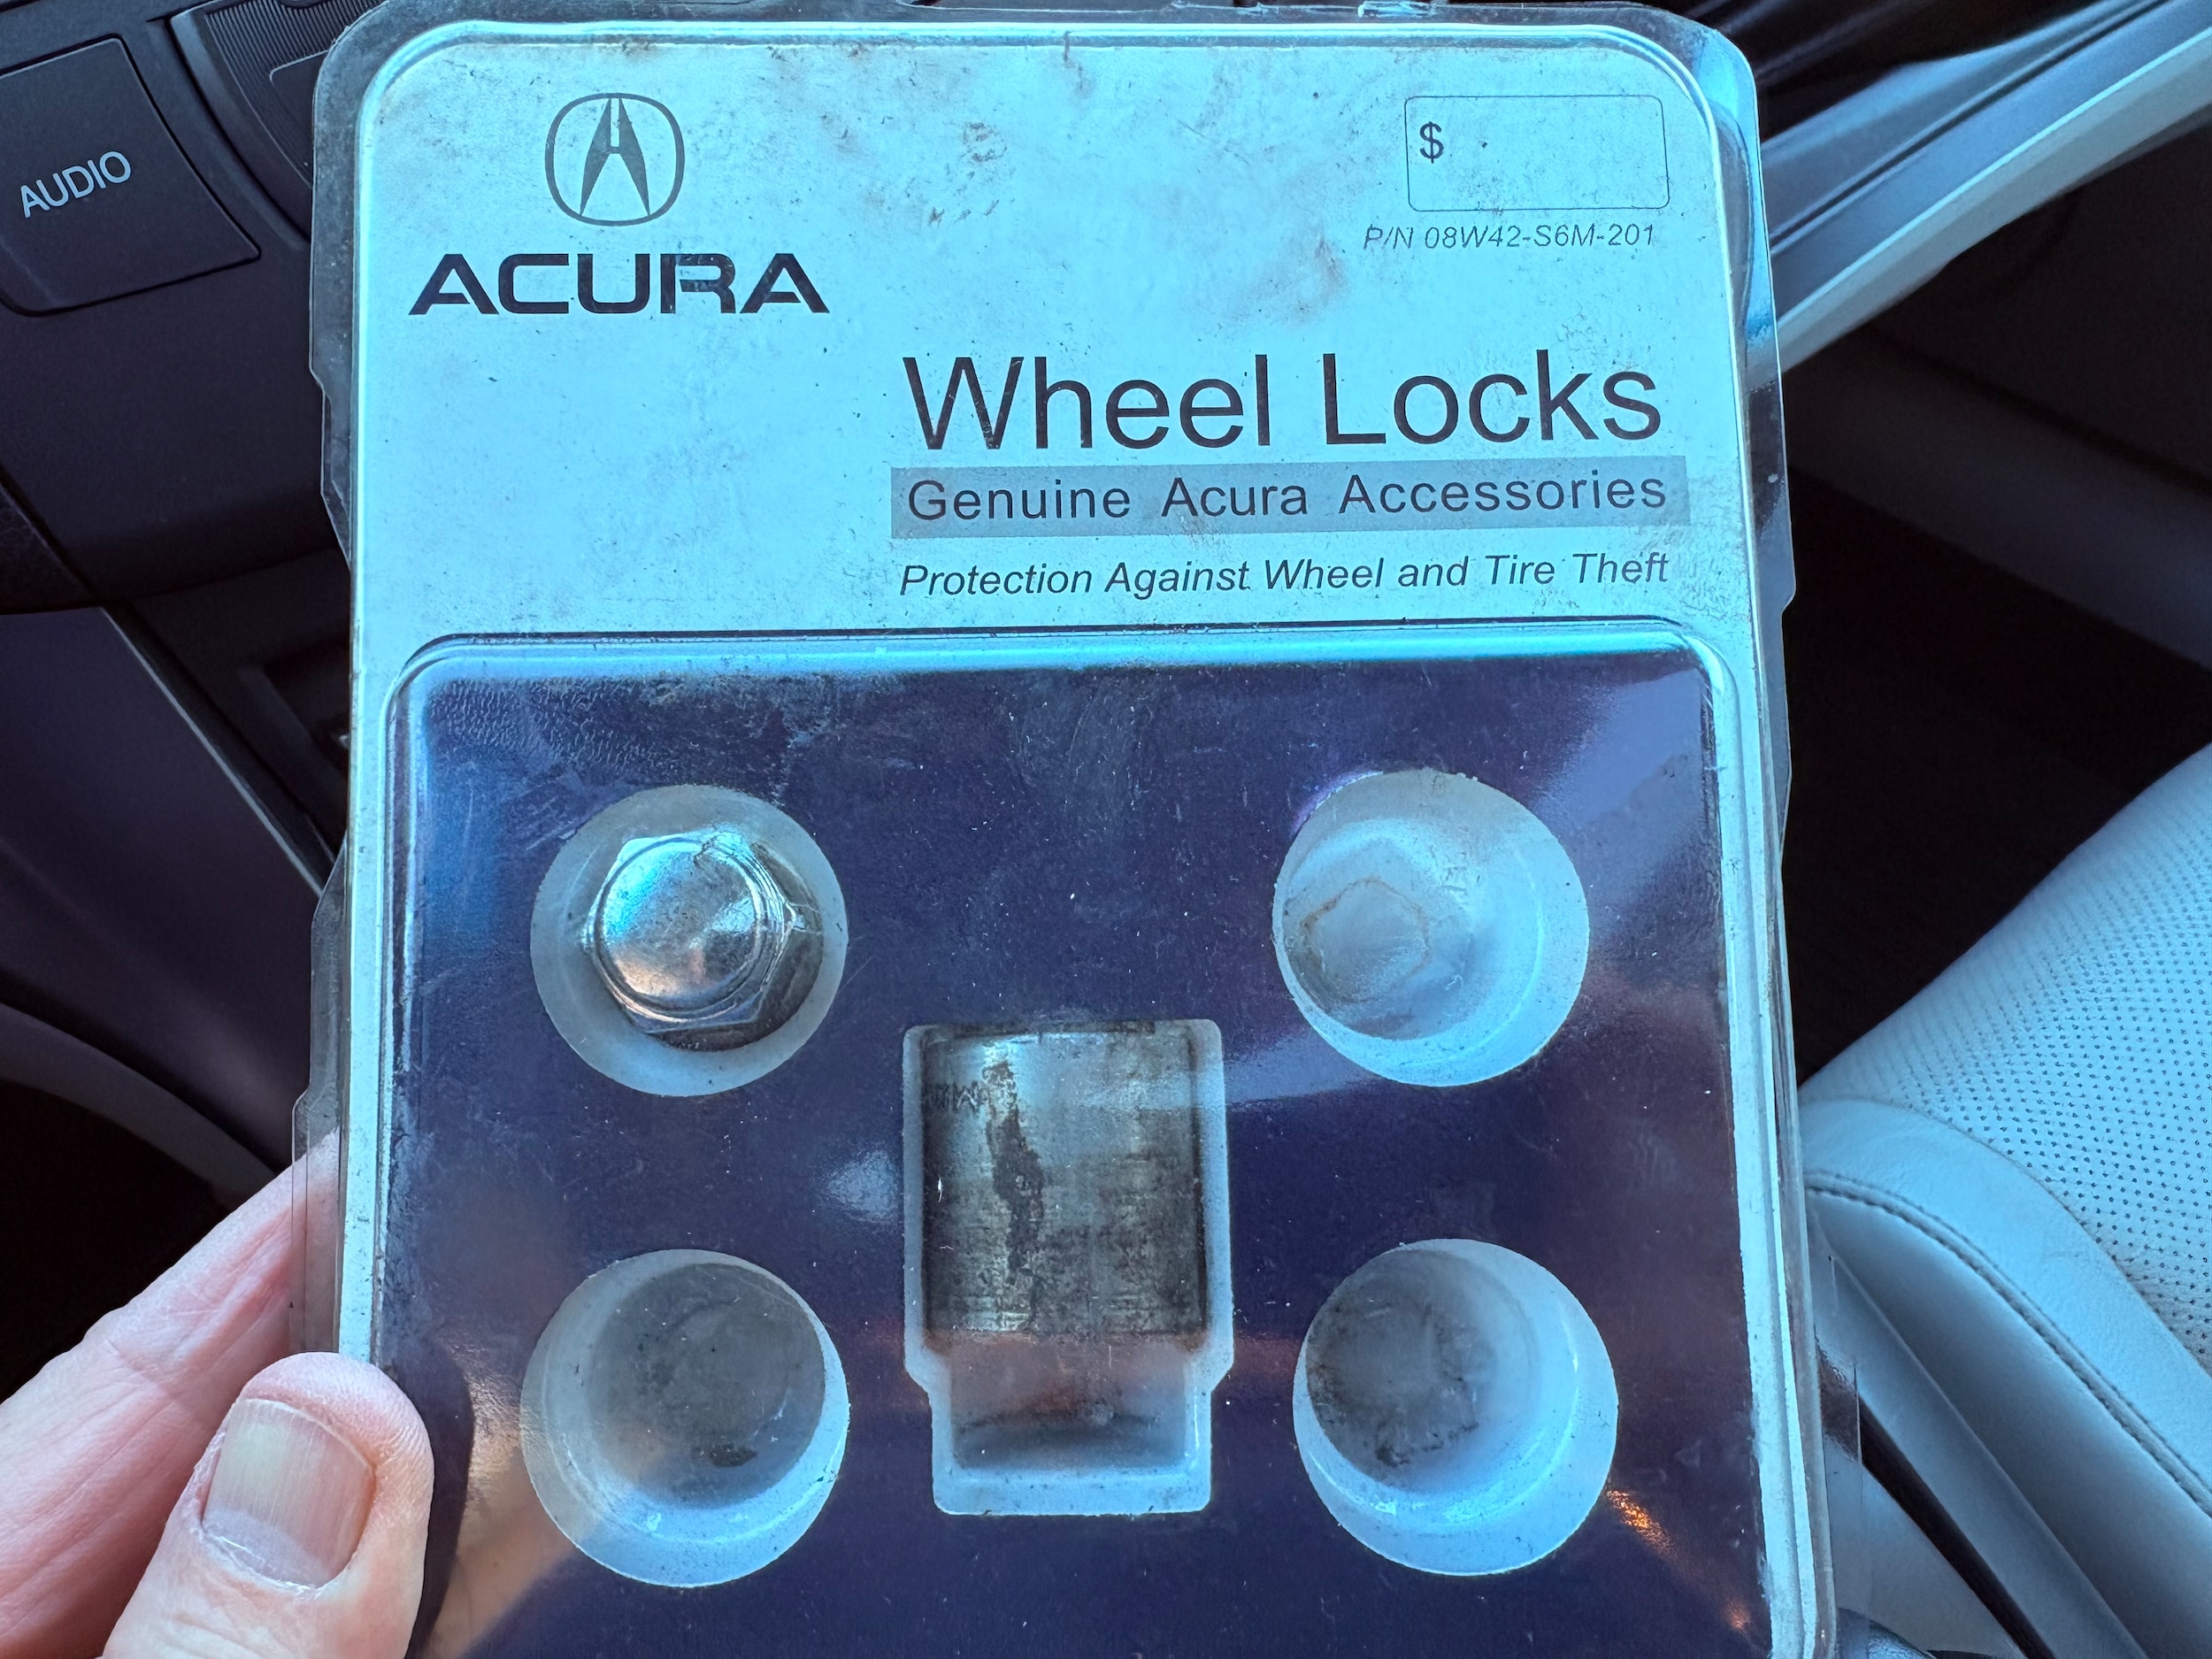 AUDIO
ACURA
$
P/N 08W42-S6M-201
Wheel Locks
Genuine Acura Accessories
Protection Against Wheel and Tire Theft